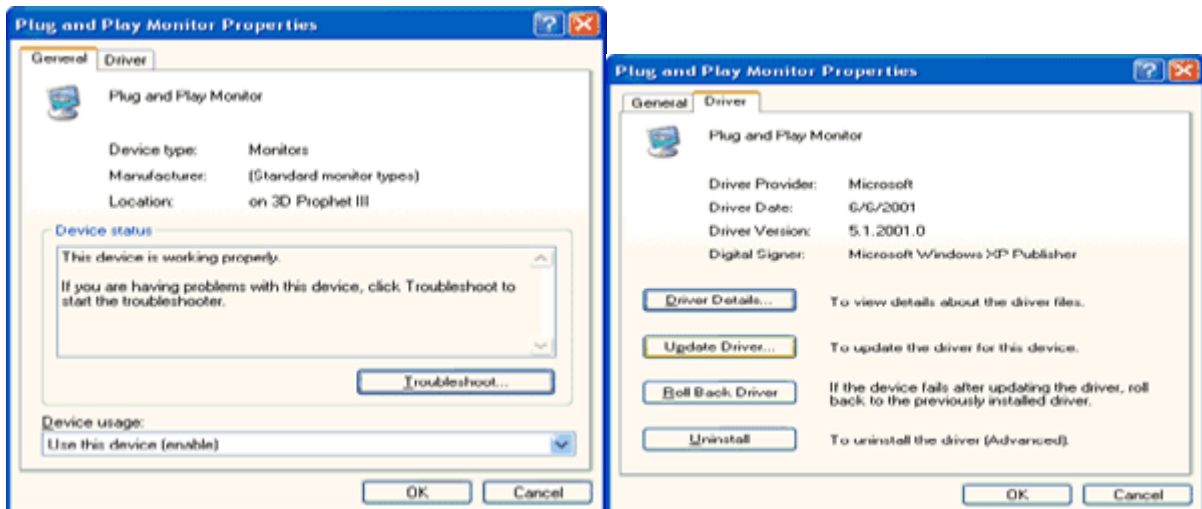 Plug and Play Monitor Properties
General Driver
Plug and Play Monitor
Device type: Monitors
Manufacturer: (Standard monitor types)
Location: on 3D Prophet III
Device status
This device is working properly.
If you are having problems with this device, click Troubleshoot to
start the troubleshooter.
Troubleshoot...
Device usage:
Use this device (enable)
OK Cancel
Plug and Play Monitor Properties
General Driver
Plug and Play Monitor
Driver Provider: Microsoft
Driver Date: 6/6/2001
Driver Version: 5.1.2001.0
Digital Signer: Microsoft Windows XP Publisher
Driver Details... To view details about the driver files.
Update Driver... To update the driver for this device.
Roll Back Driver If the device fails after updating the driver, roll
back to the previously installed driver.
Uninstall To uninstall the driver (Advanced).
OK Cancel